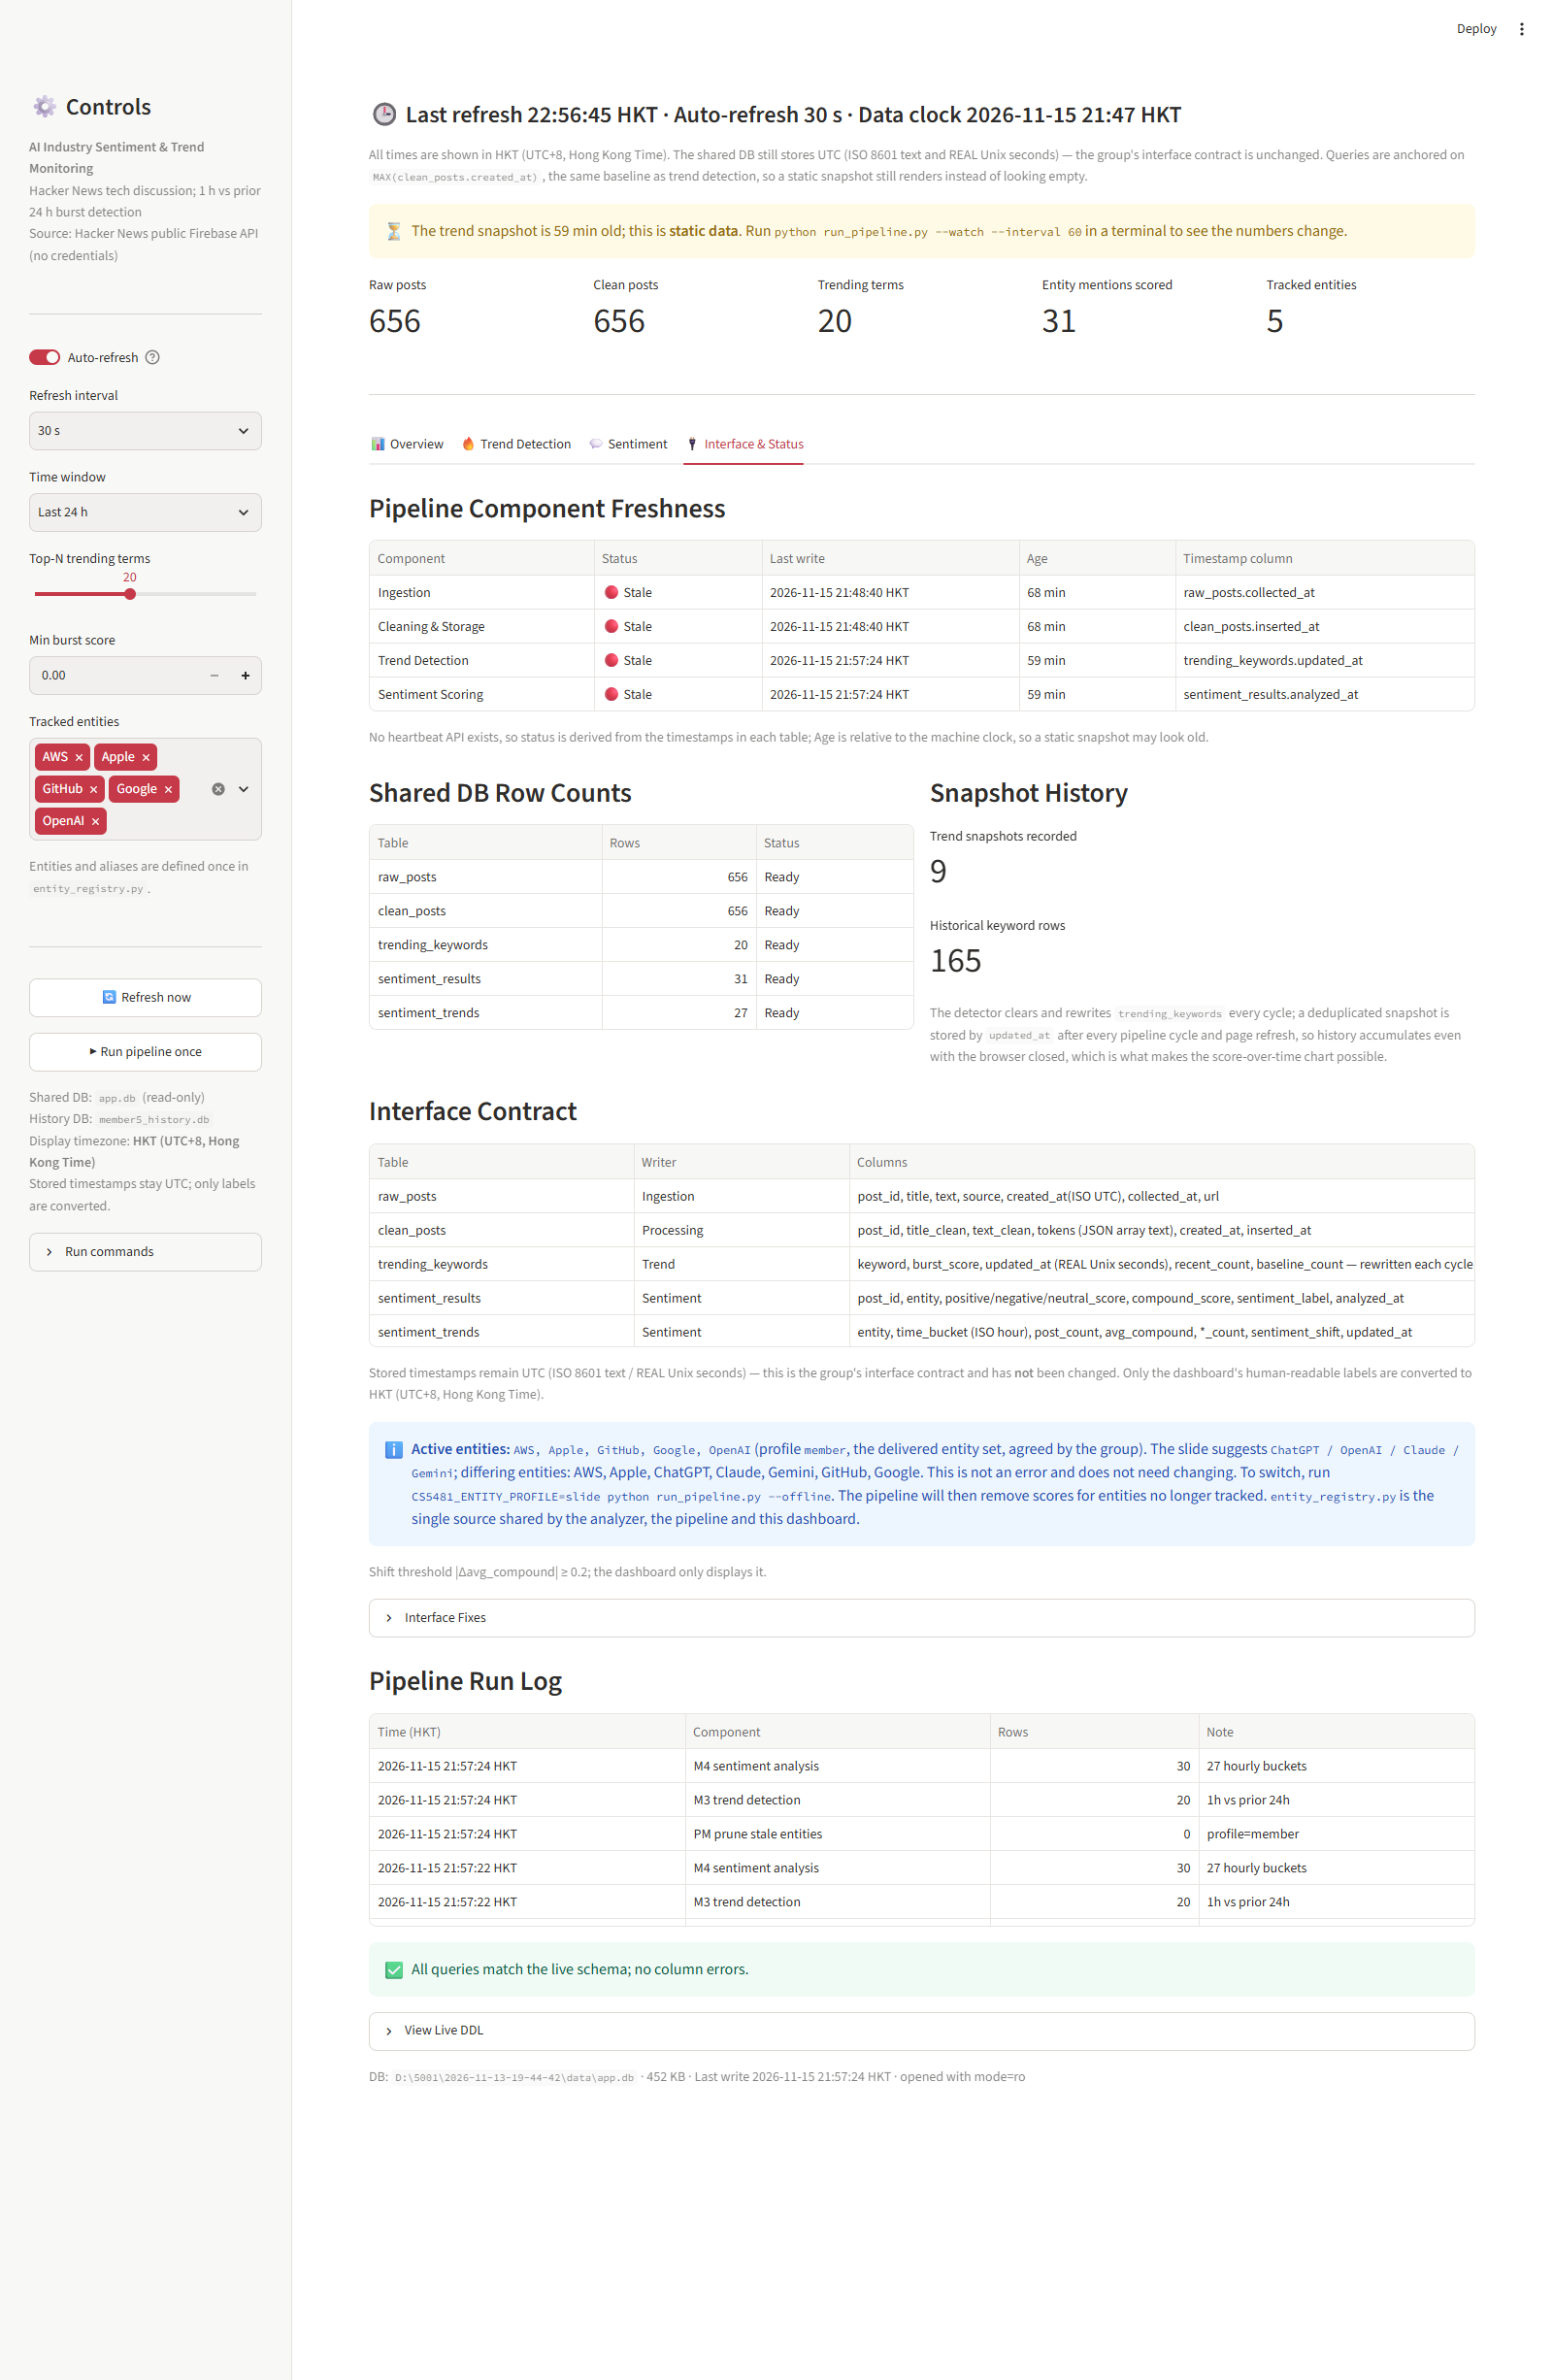 Deploy
Controls
AI Industry Sentiment & Trend
Monitoring
Hacker News tech discussion; 1 h vs prior
24 h burst detection
Source: Hacker News public Firebase API
(no credentials)
Auto-refresh
Refresh interval
30 s
Time window
Last 24 h
Top-N trending terms
20
Min burst score
0.00
Tracked entities
AWS × Apple ×
GitHub × Google ×
OpenAI ×
Entities and aliases are defined once in
entity_registry.py .
Refresh now
Run pipeline once
Shared DB: app.db (read-only)
History DB: member5_history.db
Display timezone: HKT (UTC+8, Hong
Kong Time)
Stored timestamps stay UTC; only labels
are converted.
Run commands
Last refresh 22:56:45 HKT · Auto-refresh 30 s · Data clock 2026-11-15 21:47 HKT
All times are shown in HKT (UTC+8, Hong Kong Time). The shared DB still stores UTC (ISO 8601 text and REAL Unix seconds) — the group's interface contract is unchanged. Queries are anchored on
MAX(clean_posts.created_at) , the same baseline as trend detection, so a static snapshot still renders instead of looking empty.
The trend snapshot is 59 min old; this is static data. Run python run_pipeline.py --watch --interval 60 in a terminal to see the numbers change.
Raw posts Clean posts Trending terms Entity mentions scored Tracked entities
656 656 20 31 5
Overview Trend Detection Sentiment Interface & Status
Pipeline Component Freshness
Component Status Last write Age Timestamp column
Ingestion Stale 2026-11-15 21:48:40 HKT 68 min raw_posts.collected_at
Cleaning & Storage Stale 2026-11-15 21:48:40 HKT 68 min clean_posts.inserted_at
Trend Detection Stale 2026-11-15 21:57:24 HKT 59 min trending_keywords.updated_at
Sentiment Scoring Stale 2026-11-15 21:57:24 HKT 59 min sentiment_results.analyzed_at
No heartbeat API exists, so status is derived from the timestamps in each table; Age is relative to the machine clock, so a static snapshot may look old.
Shared DB Row Counts
Table Rows Status
raw_posts 656 Ready
clean_posts 656 Ready
trending_keywords 20 Ready
sentiment_results 31 Ready
sentiment_trends 27 Ready
Snapshot History
Trend snapshots recorded
9
Historical keyword rows
165
The detector clears and rewrites trending_keywords every cycle; a deduplicated snapshot is
stored by updated_at after every pipeline cycle and page refresh, so history accumulates even
with the browser closed, which is what makes the score-over-time chart possible.
Interface Contract
Table Writer Columns
raw_posts Ingestion post_id, title, text, source, created_at(ISO UTC), collected_at, url
clean_posts Processing post_id, title_clean, text_clean, tokens (JSON array text), created_at, inserted_at
trending_keywords Trend keyword, burst_score, updated_at (REAL Unix seconds), recent_count, baseline_count — rewritten each cycle
sentiment_results Sentiment post_id, entity, positive/negative/neutral_score, compound_score, sentiment_label, analyzed_at
sentiment_trends Sentiment entity, time_bucket (ISO hour), post_count, avg_compound, *_count, sentiment_shift, updated_at
Stored timestamps remain UTC (ISO 8601 text / REAL Unix seconds) — this is the group's interface contract and has not been changed. Only the dashboard's human-readable labels are converted to
HKT (UTC+8, Hong Kong Time).
Active entities: AWS, Apple, GitHub, Google, OpenAI (profile member, the delivered entity set, agreed by the group). The slide suggests ChatGPT / OpenAI / Claude /
Gemini; differing entities: AWS, Apple, ChatGPT, Claude, Gemini, GitHub, Google. This is not an error and does not need changing. To switch, run
CS5481_ENTITY_PROFILE=slide python run_pipeline.py --offline. The pipeline will then remove scores for entities no longer tracked. entity_registry.py is the
single source shared by the analyzer, the pipeline and this dashboard.
Shift threshold |Δavg_compound| ≥ 0.2; the dashboard only displays it.
Interface Fixes
Pipeline Run Log
Time (HKT) Component Rows Note
2026-11-15 21:57:24 HKT M4 sentiment analysis 30 27 hourly buckets
2026-11-15 21:57:24 HKT M3 trend detection 20 1h vs prior 24h
2026-11-15 21:57:24 HKT PM prune stale entities 0 profile=member
2026-11-15 21:57:22 HKT M4 sentiment analysis 30 27 hourly buckets
2026-11-15 21:57:22 HKT M3 trend detection 20 1h vs prior 24h
All queries match the live schema; no column errors.
View Live DDL
DB: D:\5001\2026-11-13-19-44-42\data\app.db · 452 KB · Last write 2026-11-15 21:57:24 HKT · opened with mode=ro